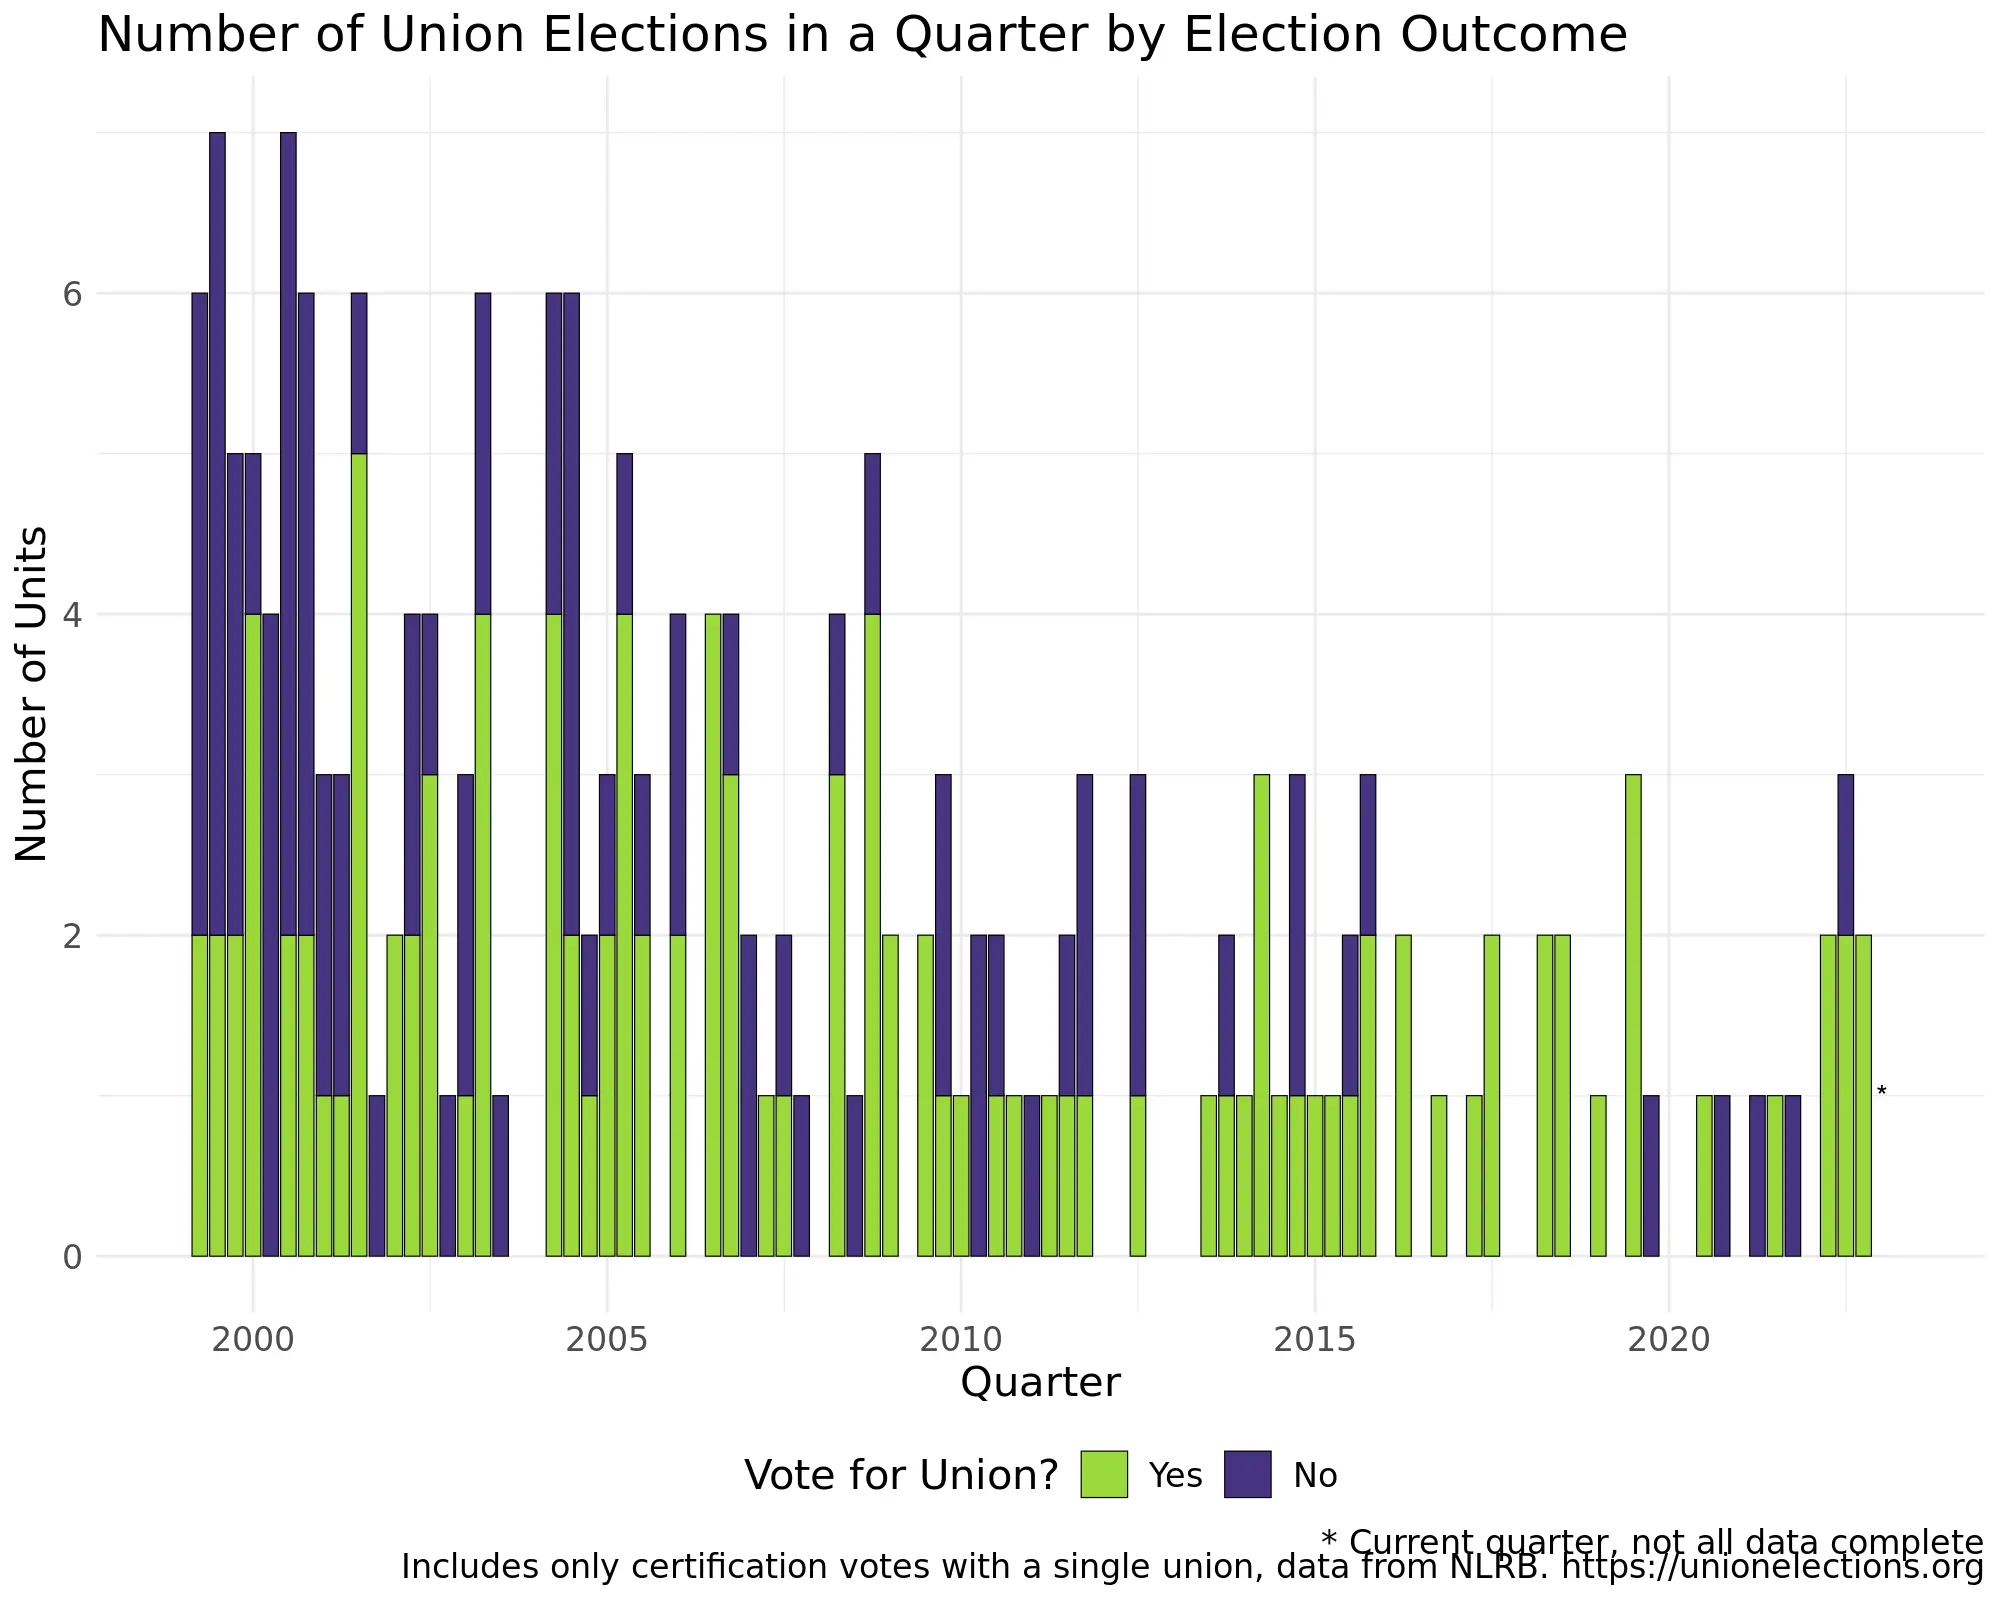 Number of Union Elections in a Quarter by Election Outcome
Number of Units
6
4
2
0
*
2000 2005 2010 2015 2020
Quarter
Vote for Union? Yes No
* Current quarter, not all data complete
Includes only certification votes with a single union, data from NLRB. https://unionelections.org